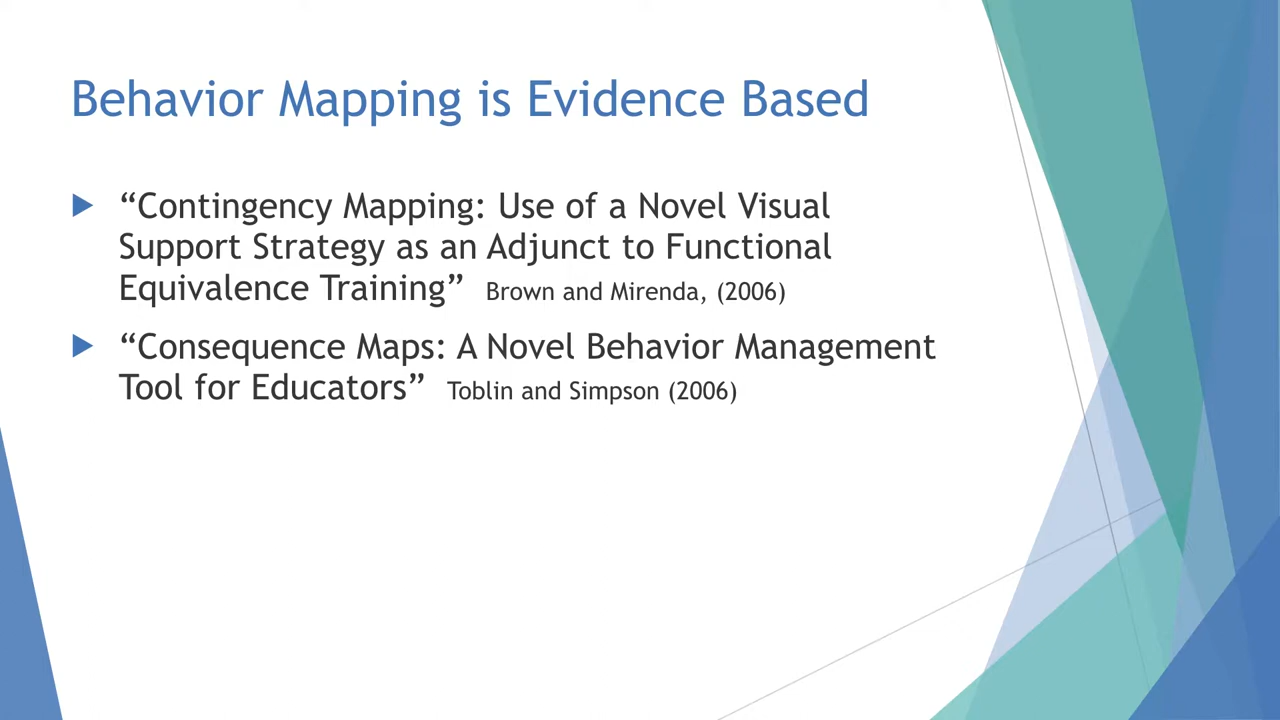 Behavior Mapping is Evidence Based
“Contingency Mapping: Use of a Novel Visual
Support Strategy as an Adjunct to Functional
Equivalence Training” Brown and Mirenda, (2006)
“Consequence Maps: A Novel Behavior Management
Tool for Educators” Toblin and Simpson (2006)